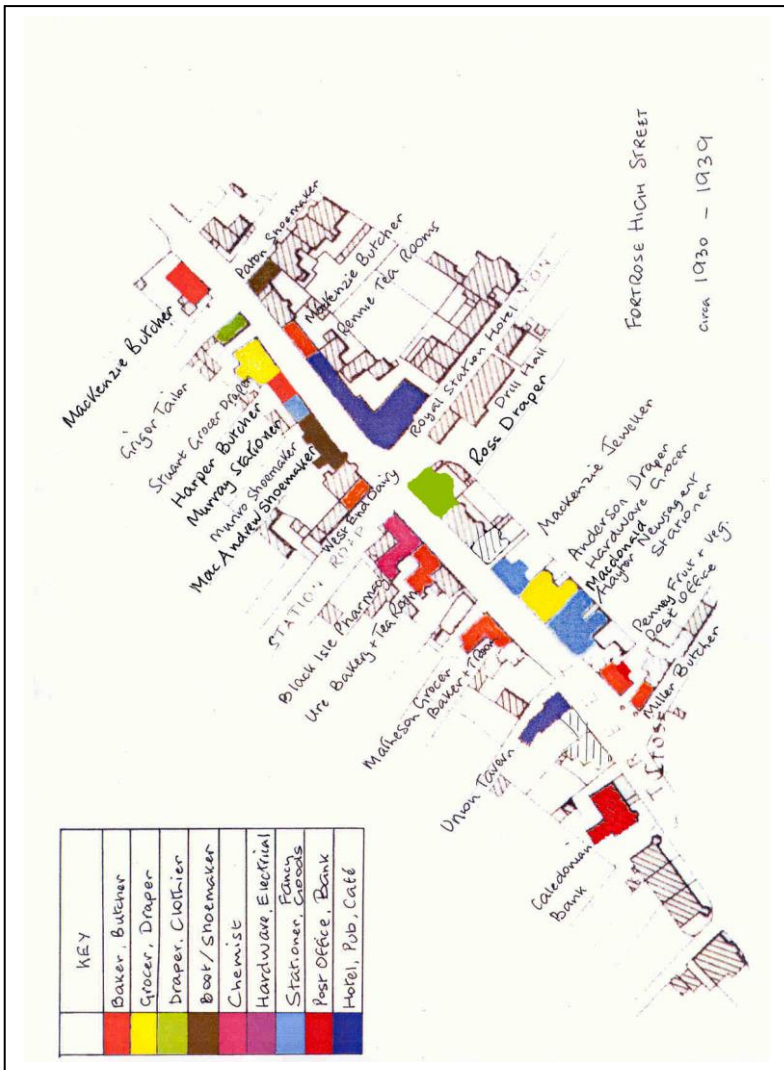 FORTROSE HIGH STREET
circa 1930 – 1939
MacKenzie Butcher
Grigor Tailor
Stuart Grocer Draper
Harper Butcher
Murray Stationer
Munro Shoemaker
MacAndrew Shoemaker
West End Dairy
STATION
Black Isle Pharmacy
Ure Bakery + Tea Rm
Matheson Grocer
Baker + T Room
Union Tavern
Caledonian
Bank
Paton Shoemaker
MacKenzie Butcher
Rennie Tea Rooms
Royal Station Hotel
Drill Hall
Ross Draper
Mackenzie Jeweller
Anderson Draper
Hardware Grocer
Macdonald
Newsagent
Stationer
Penney Fruit + Veg.
Post Office
Miller Butcher
KEY
Baker, Butcher
Grocer, Draper
Draper, Clothier
Boot/Shoemaker
Chemist
Hardware, Electrical
Stationer, Fancy Goods
Post Office, Bank
Hotel, Pub, Café